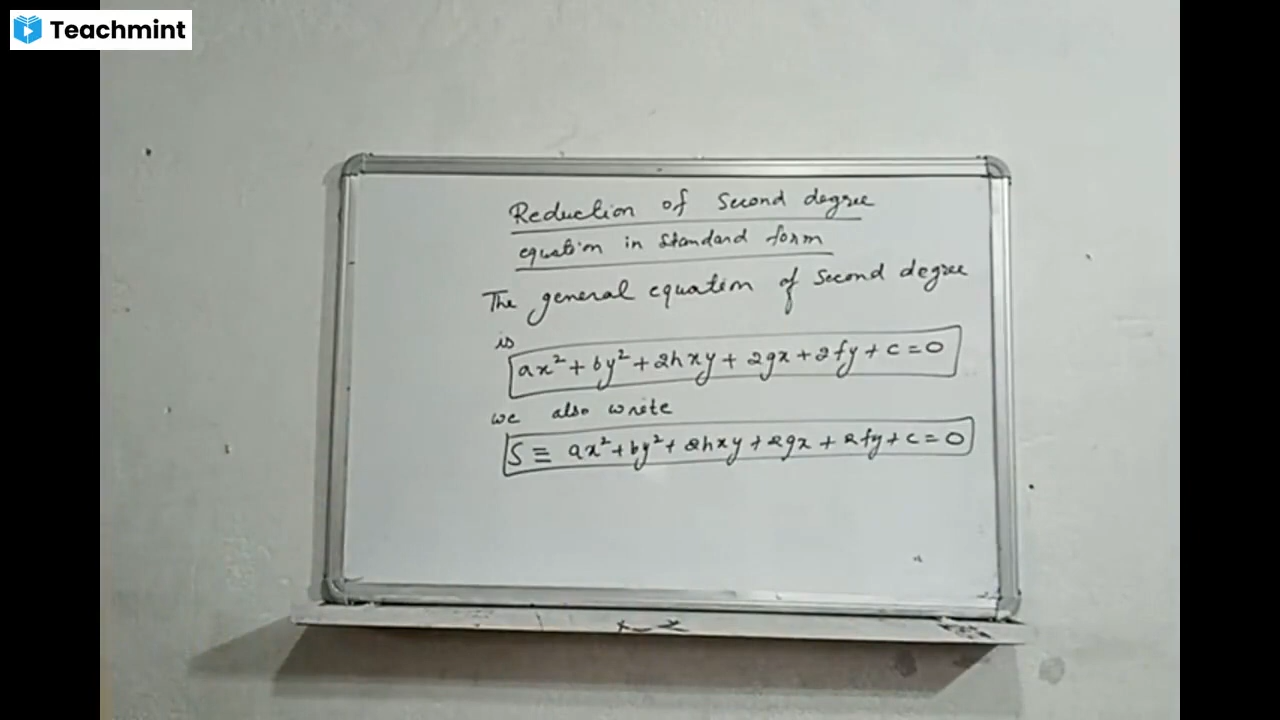 Teachmint
Reduction of Second degree
equation in standard form
The general equation of second degree
is
ax² + by² + 2hxy + 2gx + 2fy + c = 0
we also write
S ≡ ax² + by² + 2hxy + 2gx + 2fy + c = 0